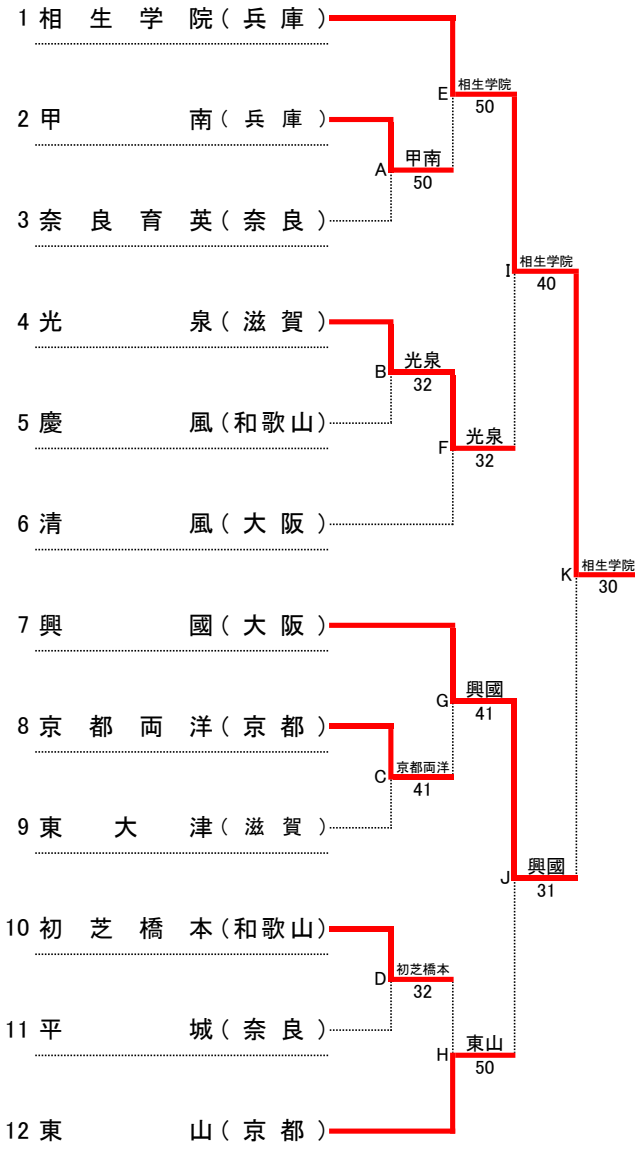 1 相生学院(兵庫)
E 相生学院
50
2 甲南(兵庫)
A 甲南
50
3 奈良育英(奈良)
I 相生学院
40
4 光泉(滋賀)
B 光泉
32
5 慶風(和歌山)
F 光泉
32
6 清風(大阪)
K 相生学院
30
7 興國(大阪)
G 興國
41
8 京都両洋(京都)
C 京都両洋
41
9 東大津(滋賀)
J 興國
31
10 初芝橋本(和歌山)
D 初芝橋本
32
11 平城(奈良)
H 東山
50
12 東山(京都)